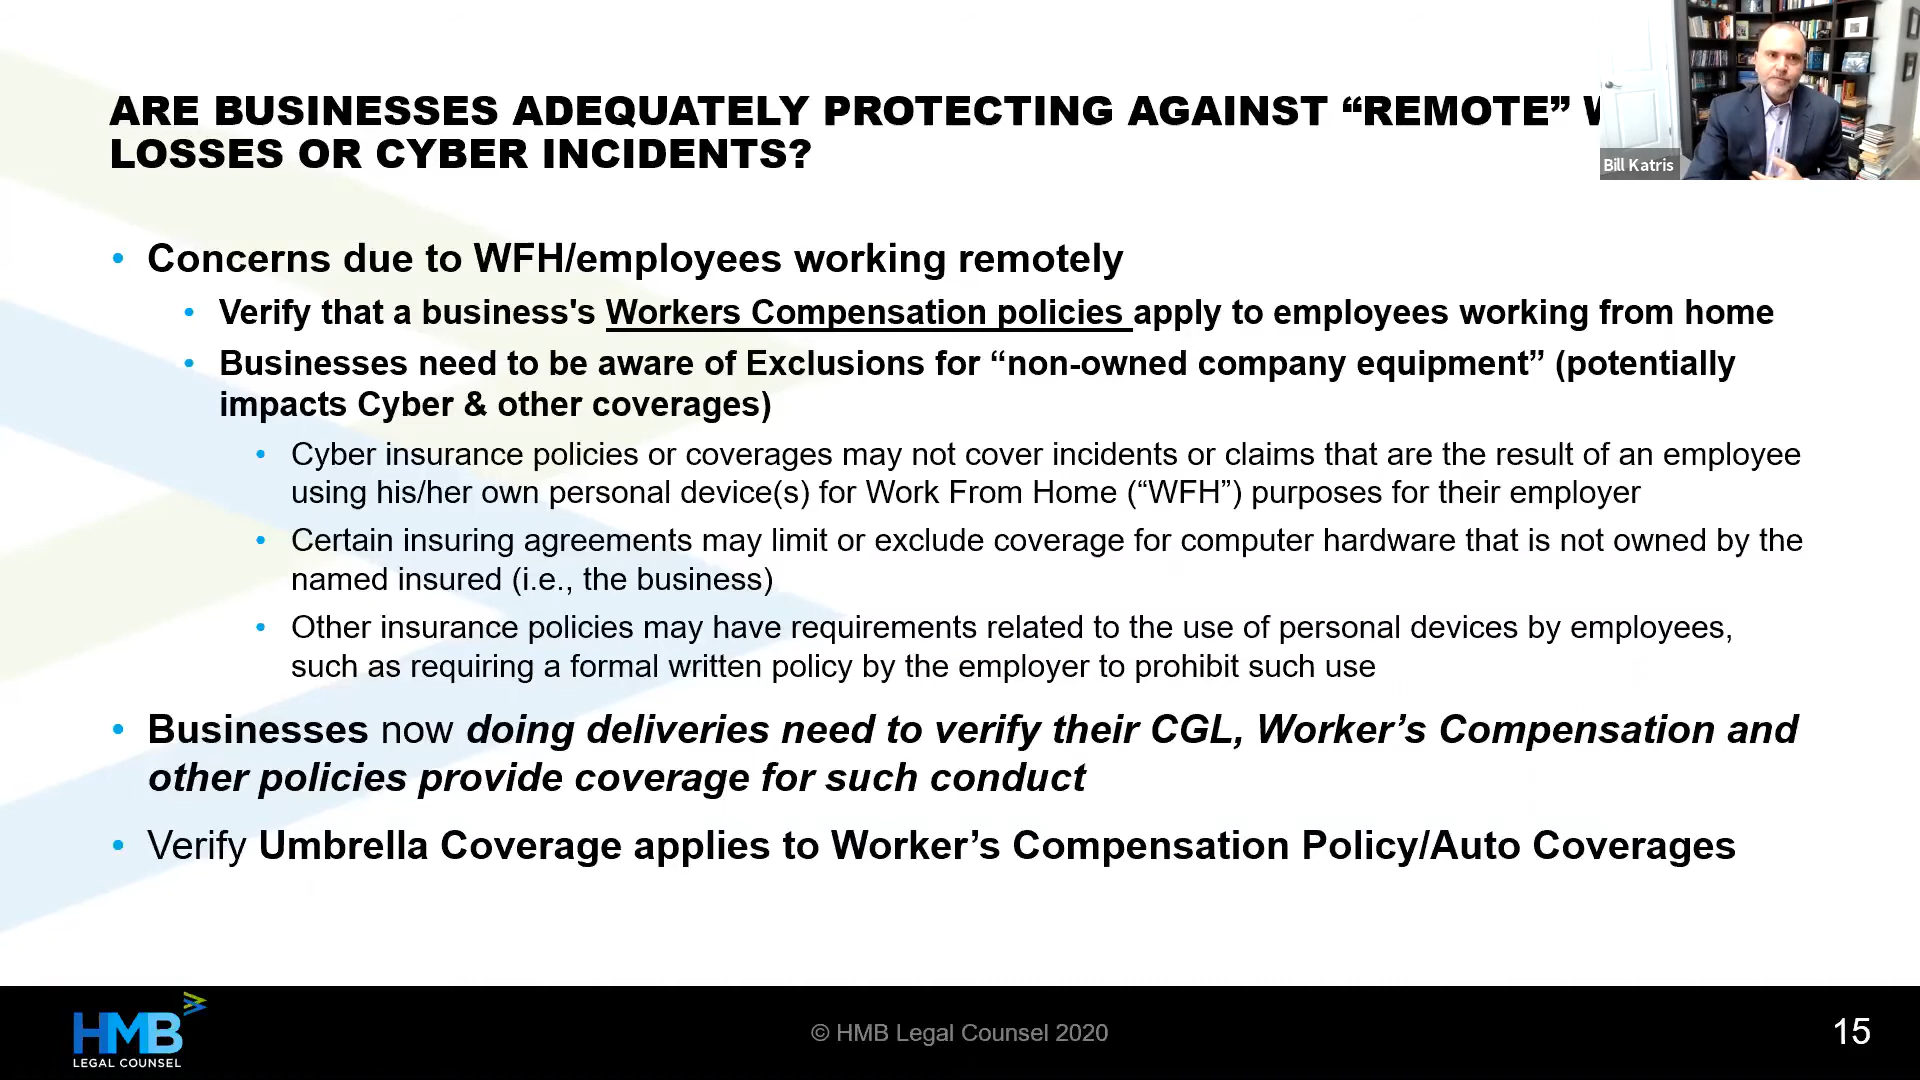 ARE BUSINESSES ADEQUATELY PROTECTING AGAINST “REMOTE”
LOSSES OR CYBER INCIDENTS?
Bill Katris
• Concerns due to WFH/employees working remotely
• Verify that a business's Workers Compensation policies apply to employees working from home
• Businesses need to be aware of Exclusions for “non-owned company equipment” (potentially
impacts Cyber & other coverages)
• Cyber insurance policies or coverages may not cover incidents or claims that are the result of an employee
using his/her own personal device(s) for Work From Home (“WFH”) purposes for their employer
• Certain insuring agreements may limit or exclude coverage for computer hardware that is not owned by the
named insured (i.e., the business)
• Other insurance policies may have requirements related to the use of personal devices by employees,
such as requiring a formal written policy by the employer to prohibit such use
• Businesses now doing deliveries need to verify their CGL, Worker’s Compensation and
other policies provide coverage for such conduct
• Verify Umbrella Coverage applies to Worker’s Compensation Policy/Auto Coverages
HMB
LEGAL COUNSEL
© HMB Legal Counsel 2020
15